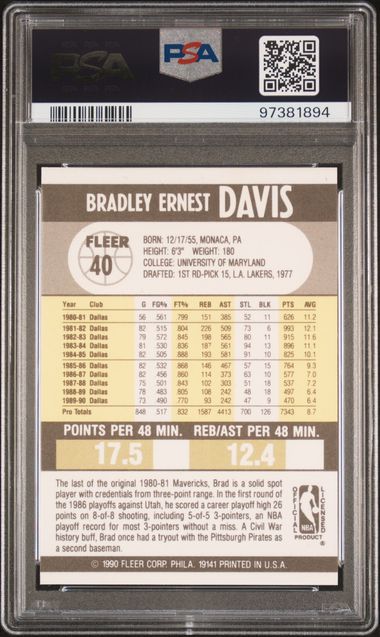 PSA
PSA
97381894
BRADLEY ERNEST DAVIS
FLEER
40
BORN: 12/17/55, MONACA, PA
HEIGHT: 6'3" WEIGHT: 180
COLLEGE: UNIVERSITY OF MARYLAND
DRAFTED: 1ST RD-PICK 15, L.A. LAKERS, 1977
Year Club G FG% FT% REB AST STL BLK PTS AVG
1980-81 Dallas 56 561 .799 151 385 52 11 626 11.2
1981-82 Dallas 82 515 .804 226 509 73 6 993 12.1
1982-83 Dallas 79 572 .845 198 565 80 11 915 11.6
1983-84 Dallas 81 530 .836 187 561 94 13 896 11.1
1984-85 Dallas 82 505 .888 193 581 91 10 825 10.1
1985-86 Dallas 82 532 .868 146 467 57 15 764 9.3
1986-87 Dallas 82 456 .860 114 373 63 10 577 7.0
1987-88 Dallas 75 501 .843 102 303 51 18 537 7.2
1988-89 Dallas 78 483 .805 108 242 48 18 497 6.4
1989-90 Dallas 73 490 .770 93 242 47 9 470 6.4
Pro Totals 848 517 832 1587 4413 700 126 7343 8.7
POINTS PER 48 MIN. REB/AST PER 48 MIN.
17.5 12.4
The last of the original 1980-81 Mavericks, Brad is a solid spot
player with credentials from three-point range. In the first round of
the 1986 playoffs against Utah, he scored a career playoff high 26
points on 8-of-8 shooting, including 5-of-5 3-pointers, an NBA
playoff record for most 3-pointers without a miss. A Civil War
history buff, Brad once had a tryout with the Pittsburgh Pirates as
a second baseman.
OFFICIAL LICENSED
NBA
PRODUCT ®
© 1990 FLEER CORP. PHILA. 19141 PRINTED IN U.S.A.